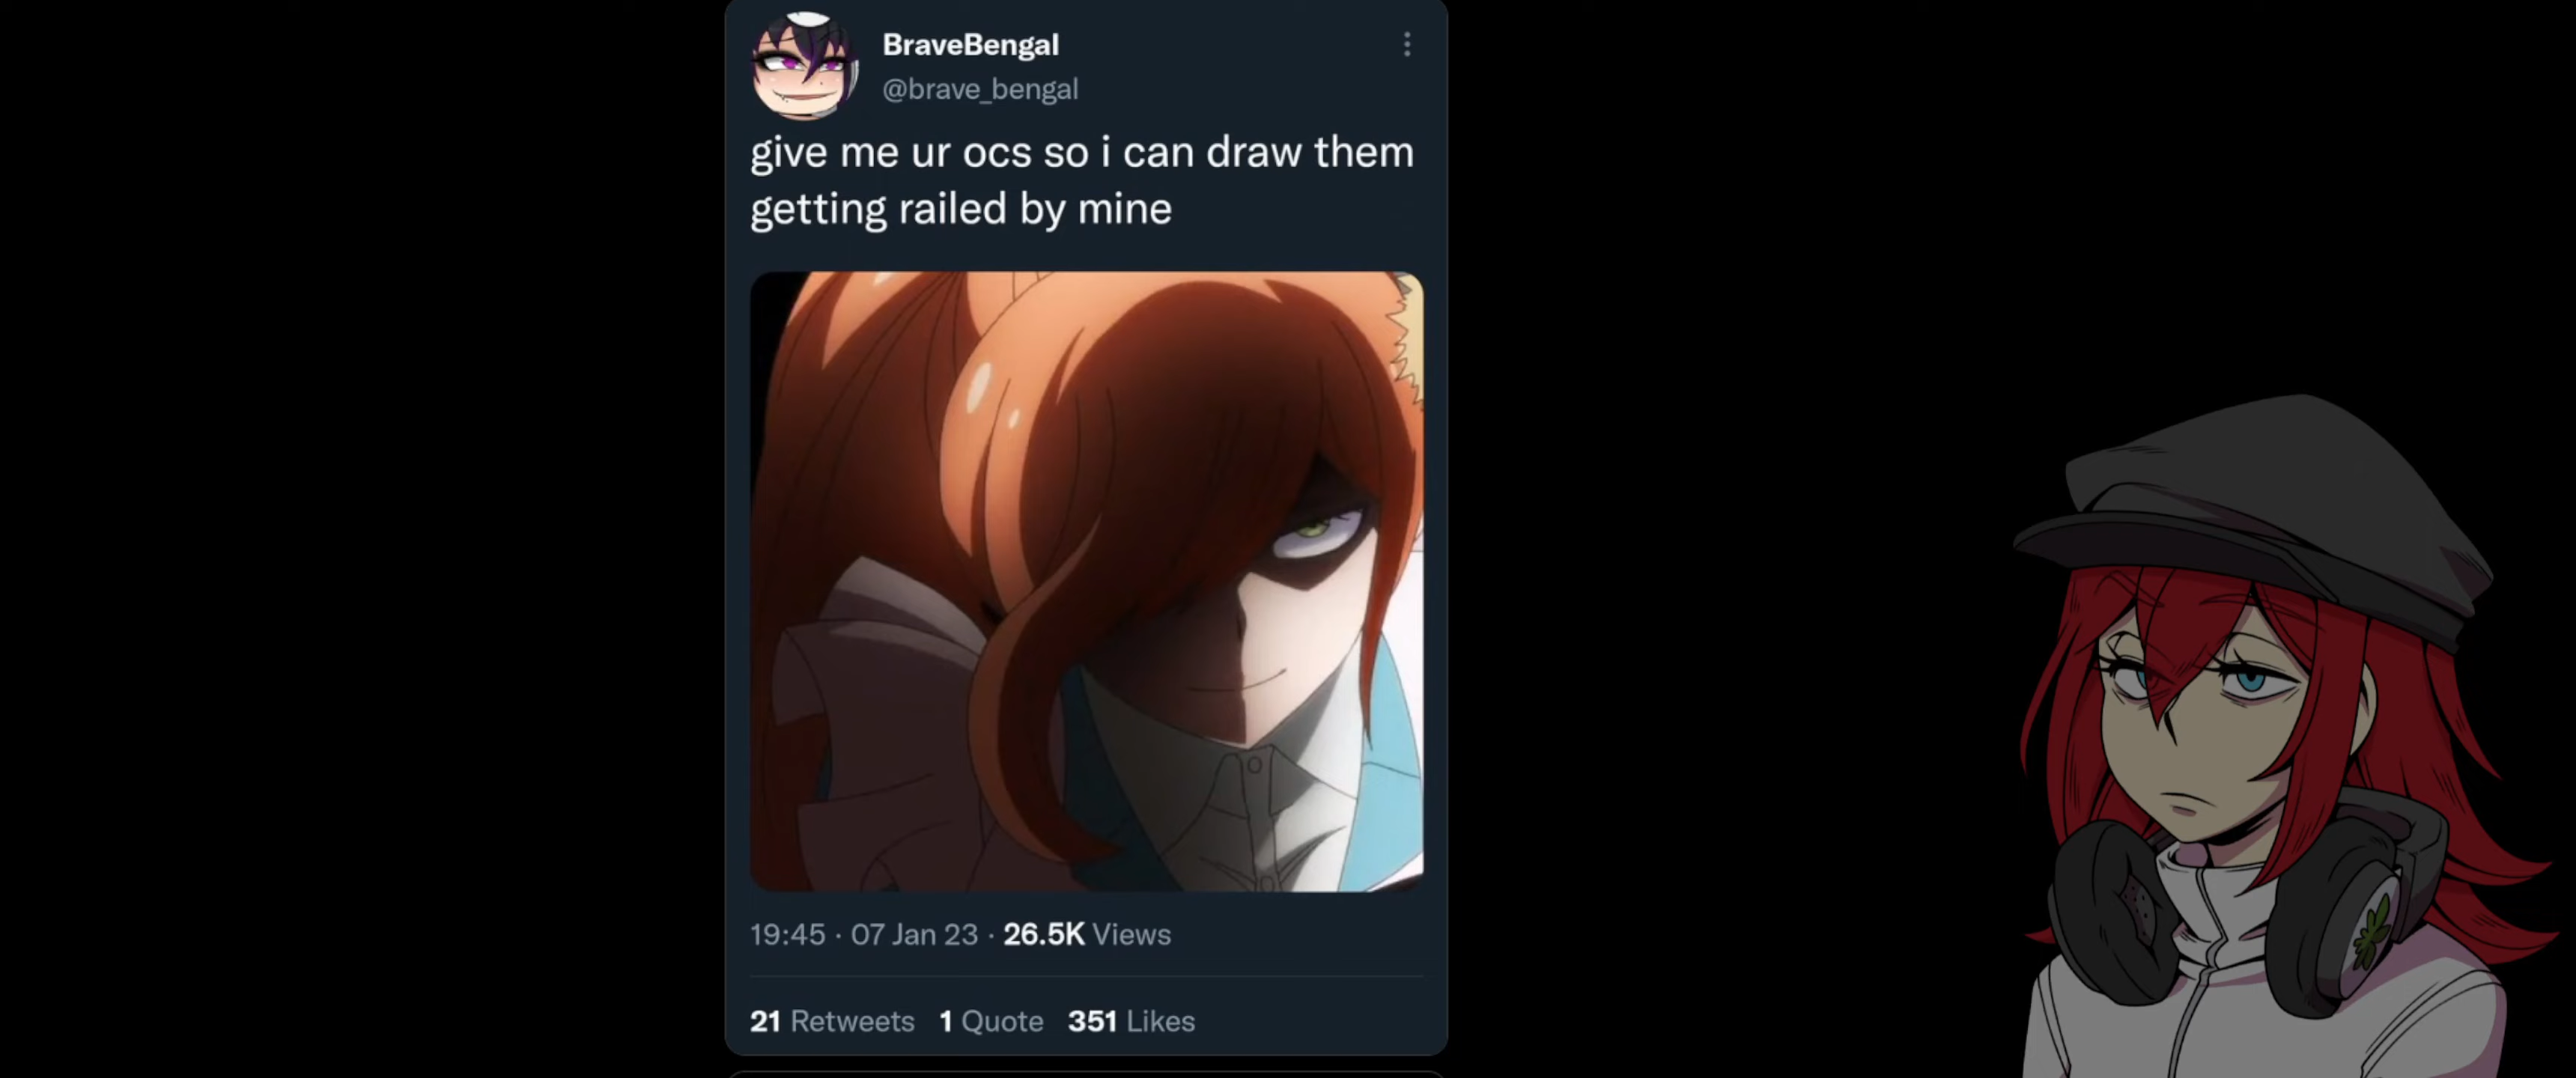 BraveBengal
@brave_bengal
give me ur ocs so i can draw them
getting railed by mine
19:45 · 07 Jan 23 · 26.5K Views
21 Retweets 1 Quote 351 Likes